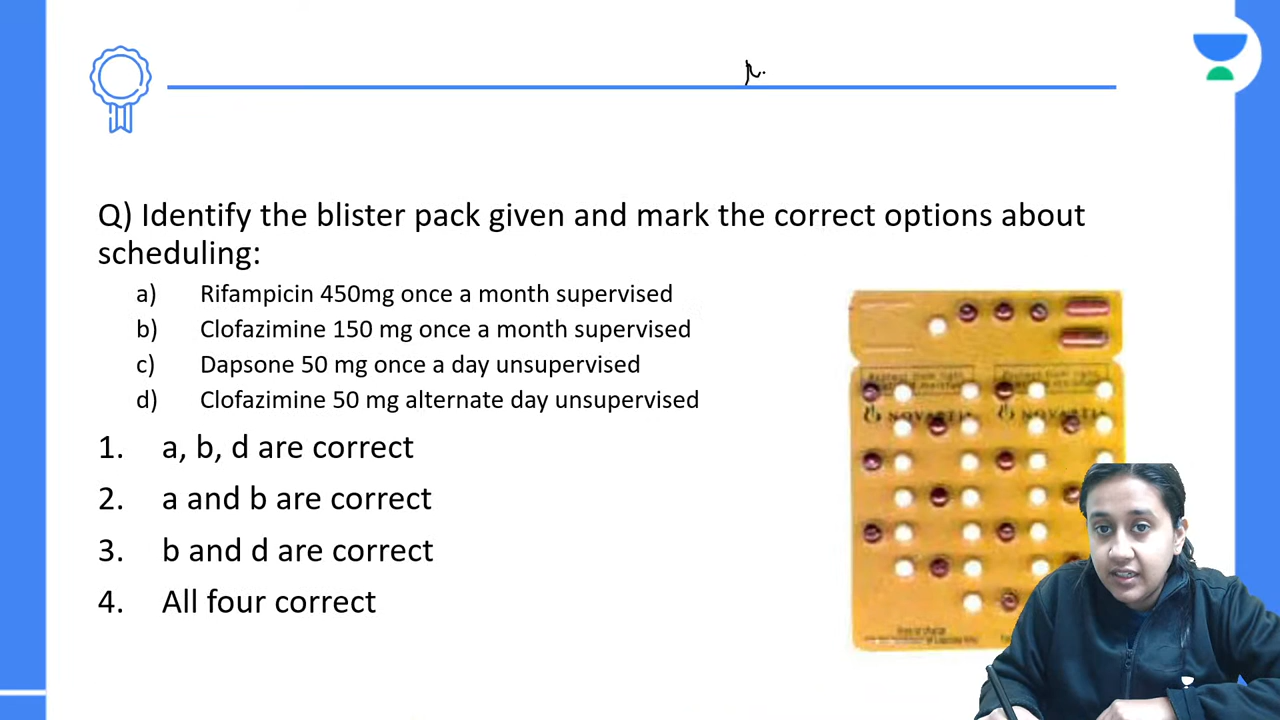 Q) Identify the blister pack given and mark the correct options about
scheduling:
a) Rifampicin 450mg once a month supervised
b) Clofazimine 150 mg once a month supervised
c) Dapsone 50 mg once a day unsupervised
d) Clofazimine 50 mg alternate day unsupervised
1. a, b, d are correct
2. a and b are correct
3. b and d are correct
4. All four correct
NOVARTIS NOVARTIS